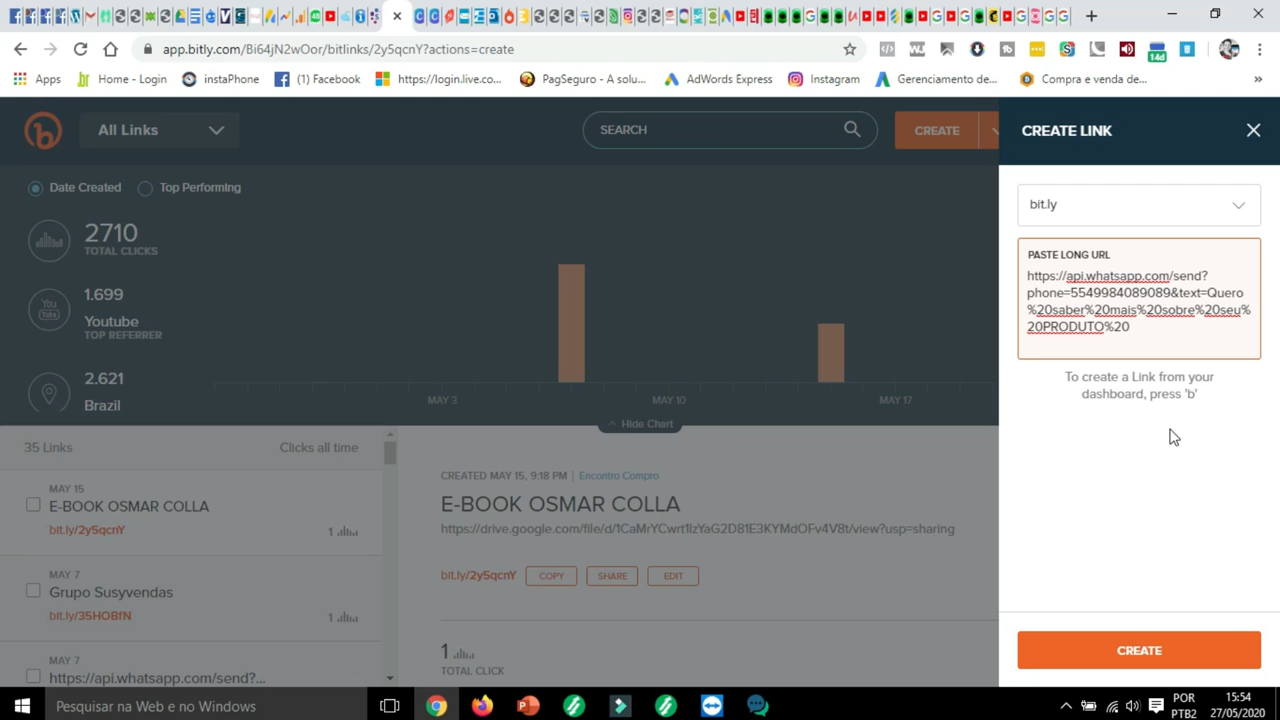 app.bitly.com/Bi64jN2wOor/bitlinks/2y5qcnY?actions=create
14d
Apps
Home - Login
instaPhone
(1) Facebook
https://login.live.co...
PagSeguro - A solu...
AdWords Express
Instagram
Gerenciamento de...
Compra e venda de...
All Links
SEARCH
CREATE
CREATE LINK
Date Created
Top Performing
2710
TOTAL CLICKS
1.699
Youtube
TOP REFERRER
2.621
Brazil
MAY 3
MAY 10
MAY 17
Hide Chart
bit.ly
PASTE LONG URL
https://api.whatsapp.com/send?
phone=5549984089089&text=Quero
%20saber%20mais%20sobre%20seu%
20PRODUTO%20
To create a Link from your
dashboard, press 'b'
35 Links
Clicks all time
MAY 15
E-BOOK OSMAR COLLA
bit.ly/2y5qcnY
1
MAY 7
Grupo Susyvendas
bit.ly/35HOBfN
1
MAY 7
https://api.whatsapp.com/send?...
CREATED MAY 15, 9:18 PM | Encontro Compro
E-BOOK OSMAR COLLA
https://drive.google.com/file/d/1CaMrYCwrt1IzYaG2D81E3KYMdOFv4V8t/view?usp=sharing
bit.ly/2y5qcnY
COPY
SHARE
EDIT
1
TOTAL CLICK
CREATE
Pesquisar na Web e no Windows
POR
PTB2
15:54
27/05/2020